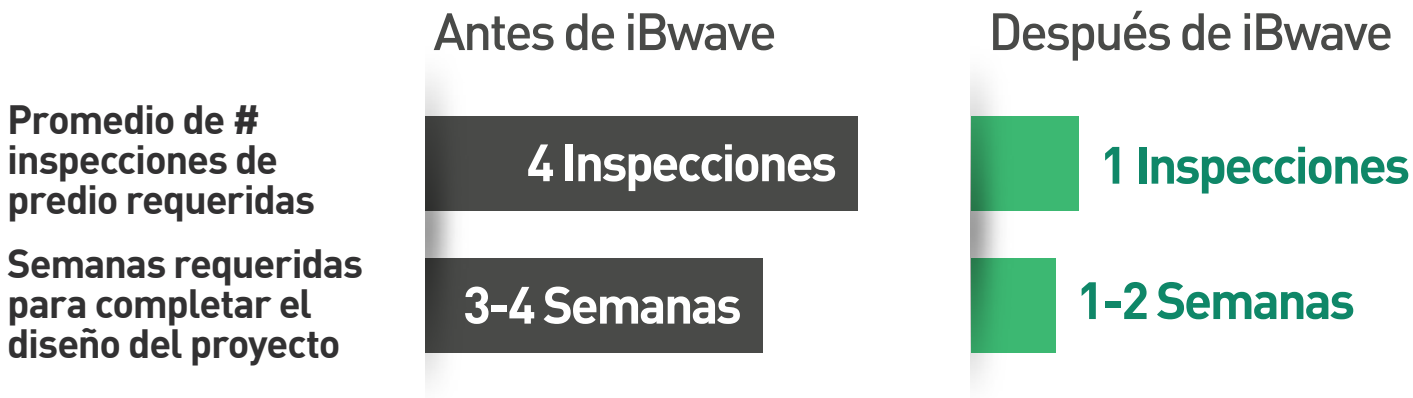 Antes de iBwave
Después de iBwave
Promedio de #
inspecciones de
predio requeridas
4 Inspecciones
1 Inspecciones
Semanas requeridas
para completar el
diseño del proyecto
3-4 Semanas
1-2 Semanas